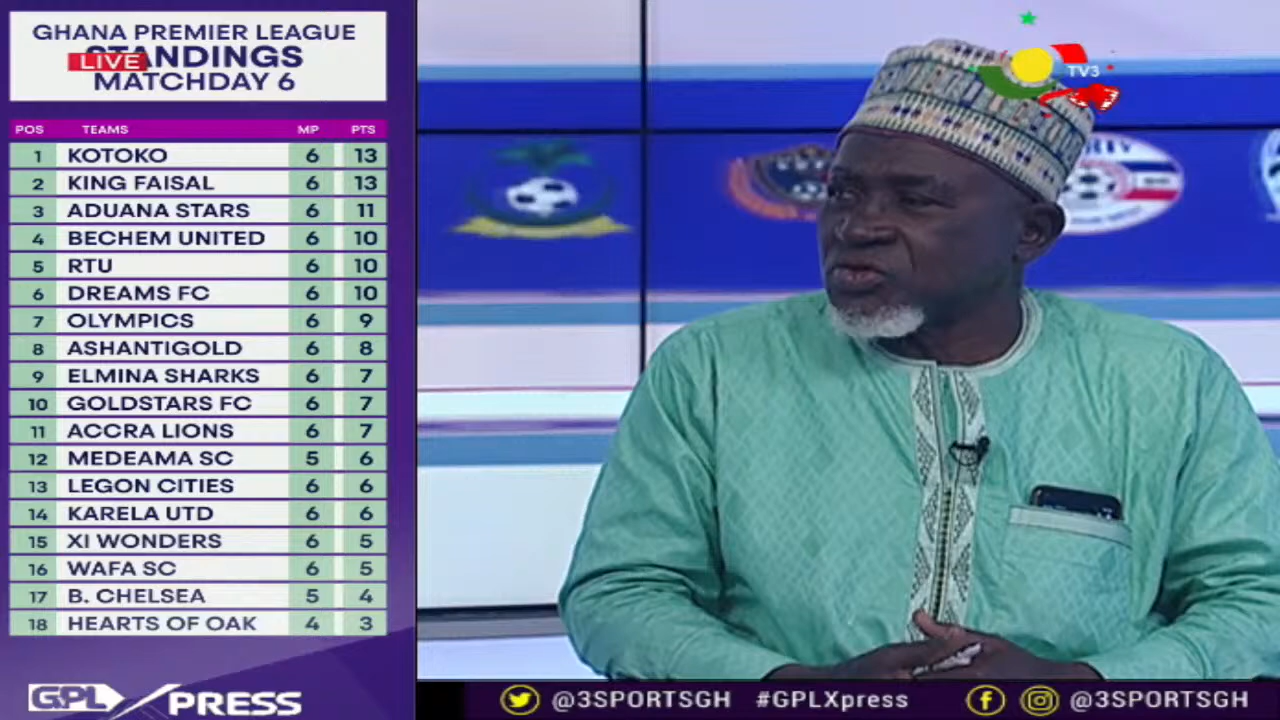 GHANA PREMIER LEAGUE
STANDINGS
LIVE
MATCHDAY 6
POS TEAMS MP PTS
1 KOTOKO 6 13
2 KING FAISAL 6 13
3 ADUANA STARS 6 11
4 BECHEM UNITED 6 10
5 RTU 6 10
6 DREAMS FC 6 10
7 OLYMPICS 6 9
8 ASHANTIGOLD 6 8
9 ELMINA SHARKS 6 7
10 GOLDSTARS FC 6 7
11 ACCRA LIONS 6 7
12 MEDEAMA SC 5 6
13 LEGON CITIES 6 6
14 KARELA UTD 6 6
15 XI WONDERS 6 5
16 WAFA SC 6 5
17 B. CHELSEA 5 4
18 HEARTS OF OAK 4 3
GPL XPRESS
TV3
@3SPORTSGH #GPLXpress @3SPORTSGH